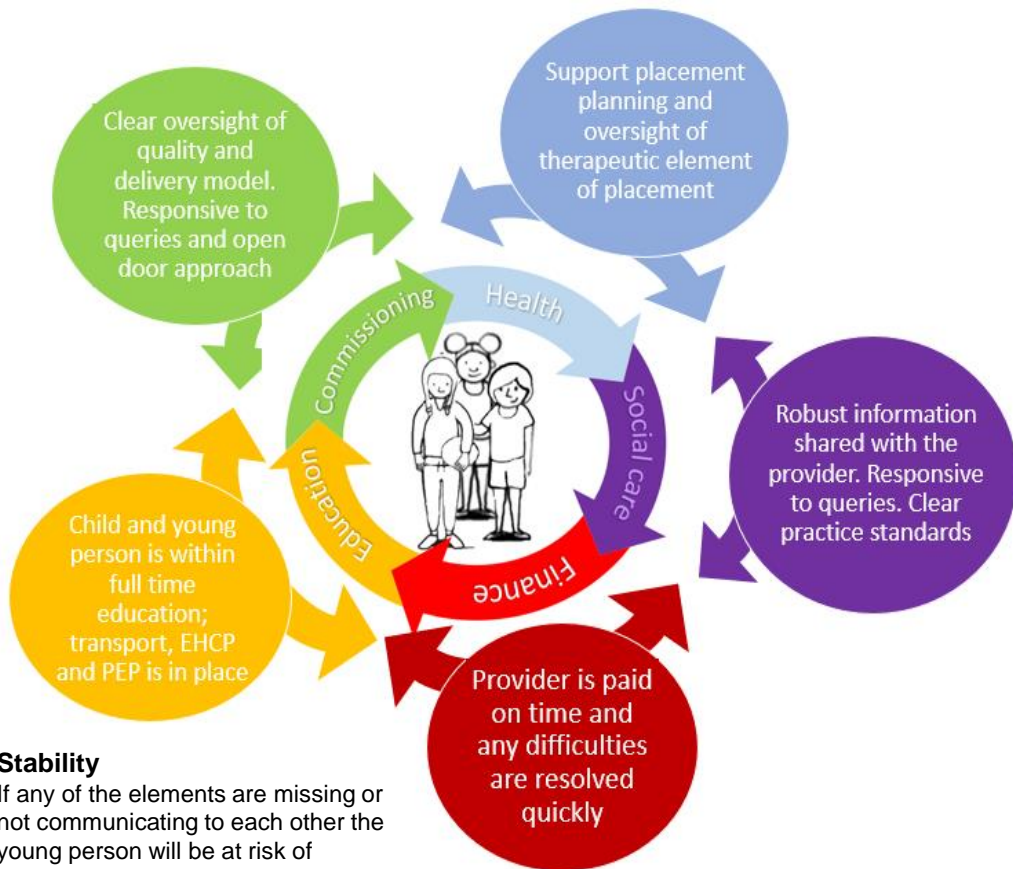 Clear oversight of
quality and
delivery model.
Responsive to
queries and open
door approach
Support placement
planning and
oversight of
therapeutic element
of placement
Commissioning
Health
Social care
Finance
Education
Robust information
shared with the
provider. Responsive
to queries. Clear
practice standards
Child and young
person is within
full time
education;
transport, EHCP
and PEP is in place
Provider is paid
on time and
any difficulties
are resolved
quickly
Stability
If any of the elements are missing or
not communicating to each other the
young person will be at risk of